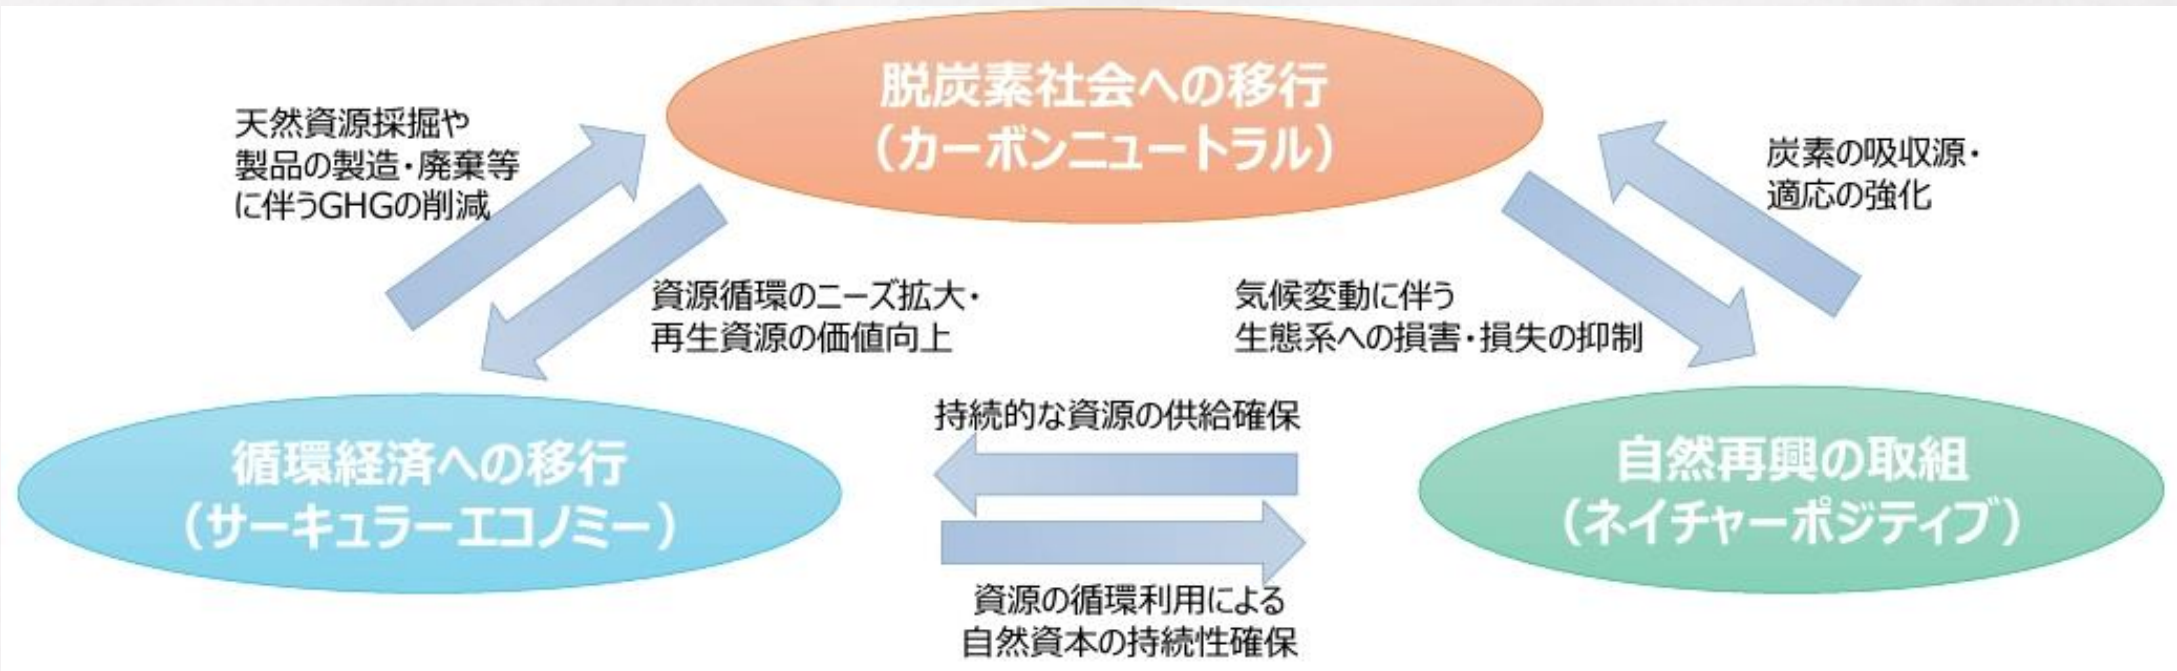 脱炭素社会への移行
（カーボンニュートラル）
天然資源採掘や
製品の製造・廃棄等
に伴うGHGの削減
炭素の吸収源・
適応の強化
資源循環のニーズ拡大・
再生資源の価値向上
気候変動に伴う
生態系への損害・損失の抑制
循環経済への移行
（サーキュラーエコノミー）
持続的な資源の供給確保
自然再興の取組
（ネイチャーポジティブ）
資源の循環利用による
自然資本の持続性確保